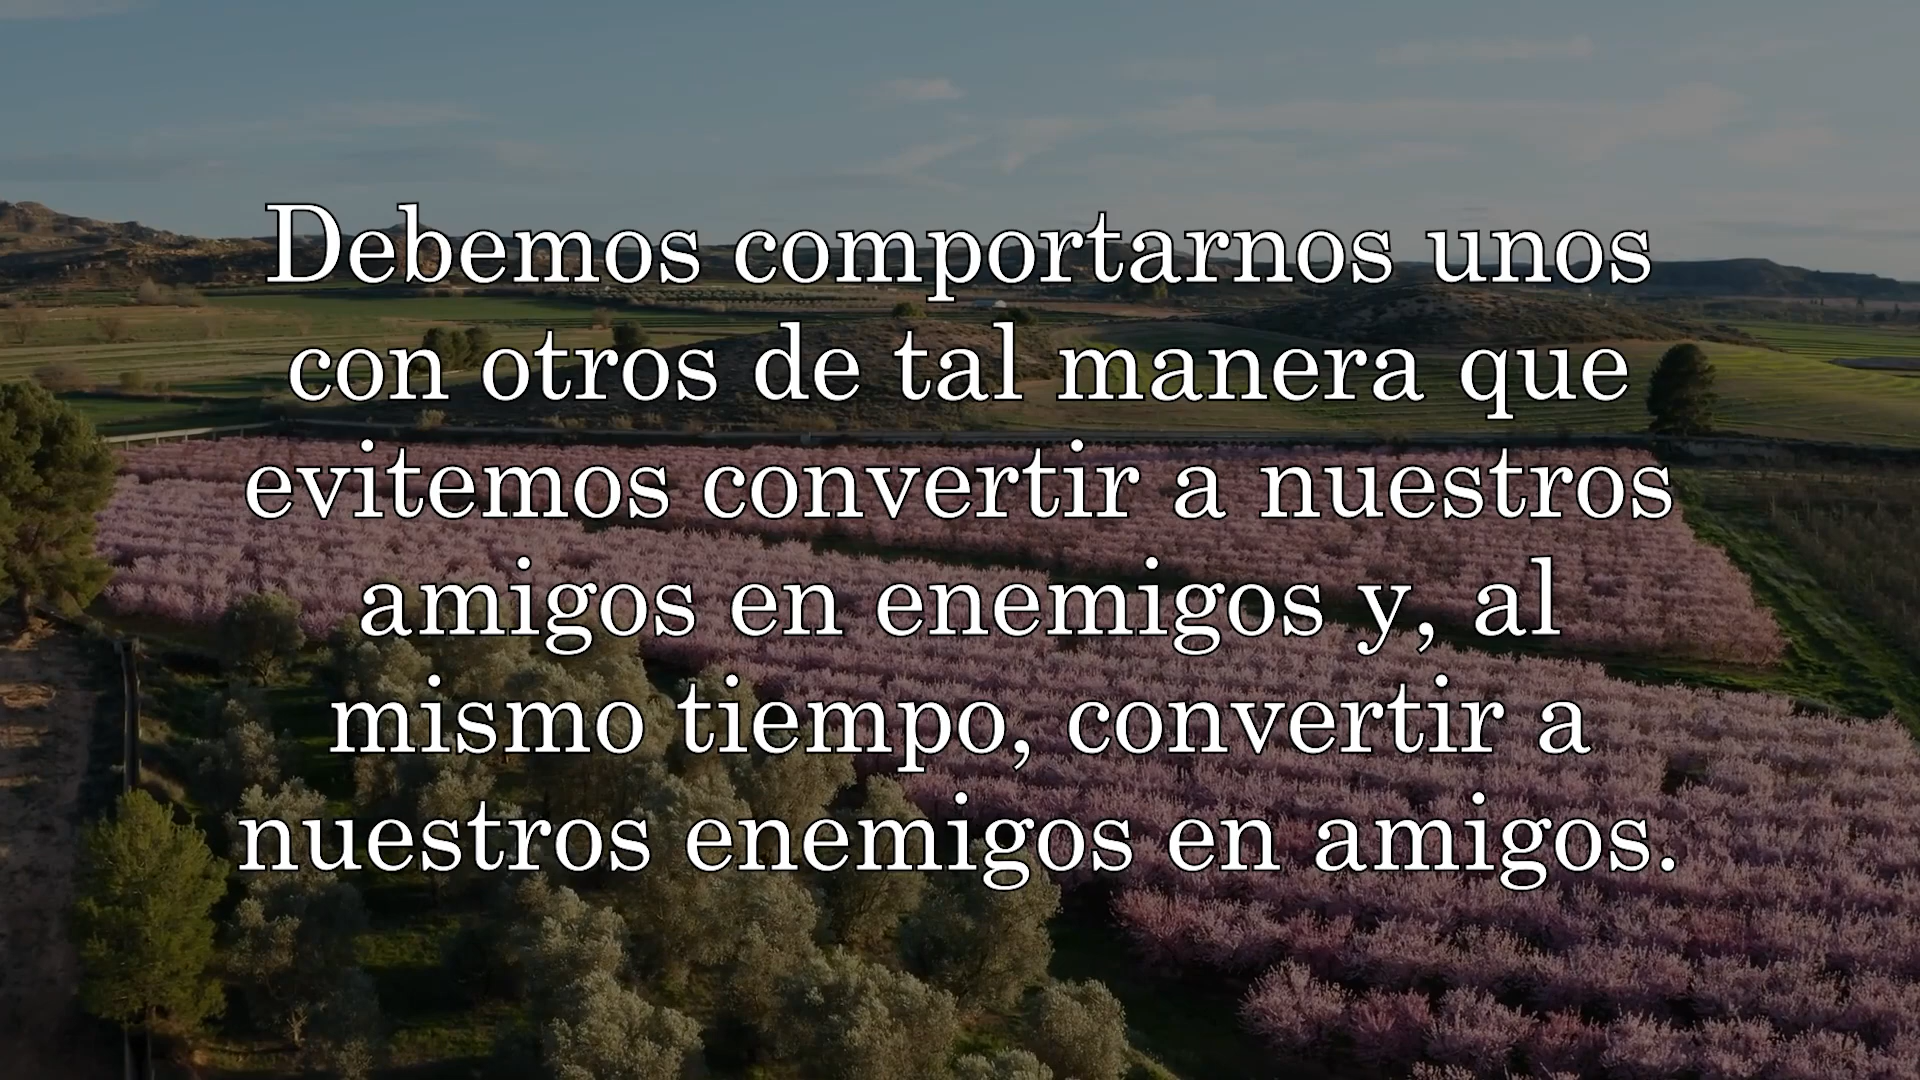 Debemos comportarnos unos
con otros de tal manera que
evitemos convertir a nuestros
amigos en enemigos y, al
mismo tiempo, convertir a
nuestros enemigos en amigos.